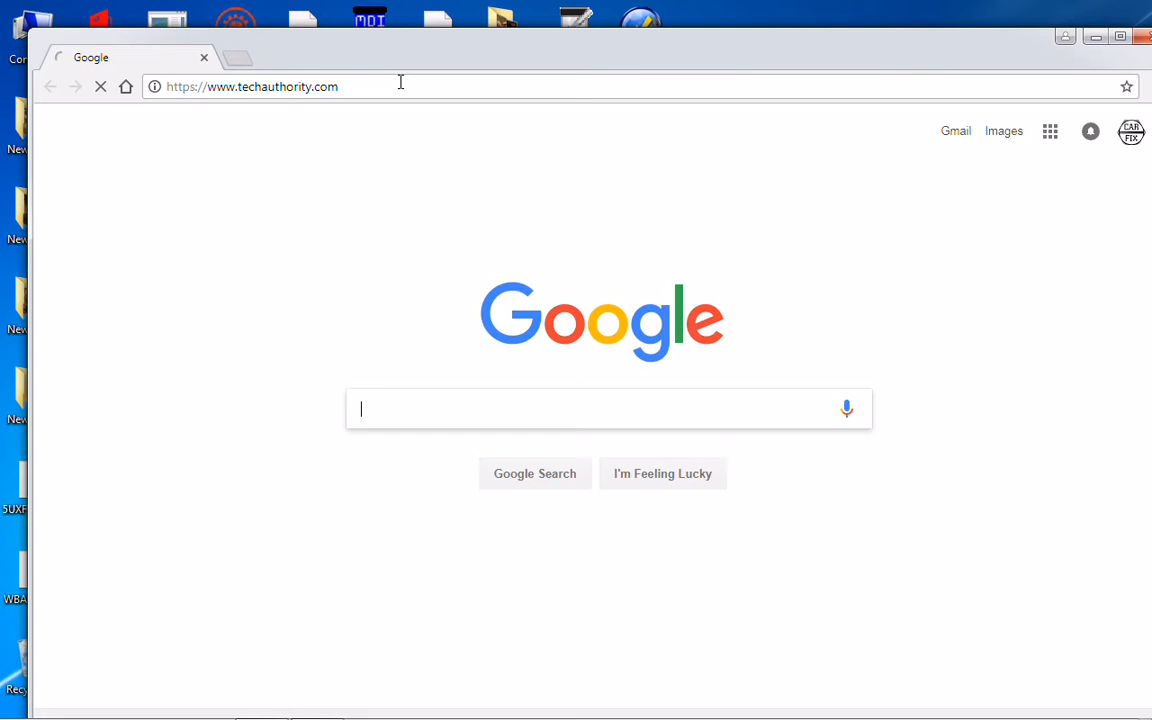 MDI
Cor
Google
https://www.techauthority.com
Gmail
Images
CAR
FIX
New
New
New
New
Google
Google Search
I'm Feeling Lucky
5UXF
WBA
Recy